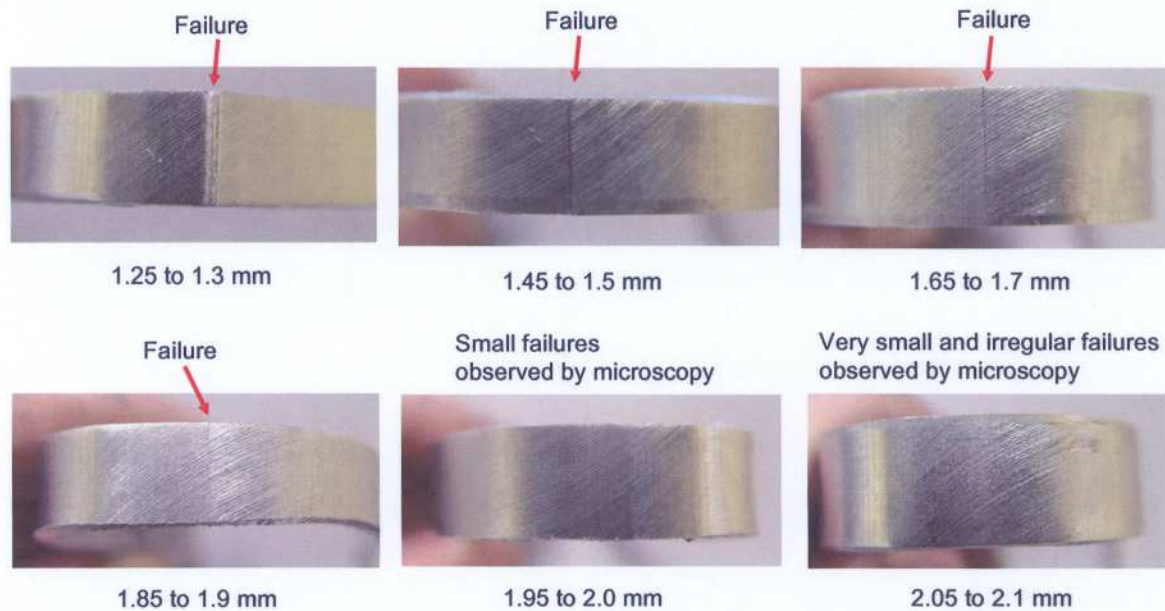 Failure
Failure
Failure
1.25 to 1.3 mm
1.45 to 1.5 mm
1.65 to 1.7 mm
Failure
Small failures
observed by microscopy
Very small and irregular failures
observed by microscopy
1.85 to 1.9 mm
1.95 to 2.0 mm
2.05 to 2.1 mm